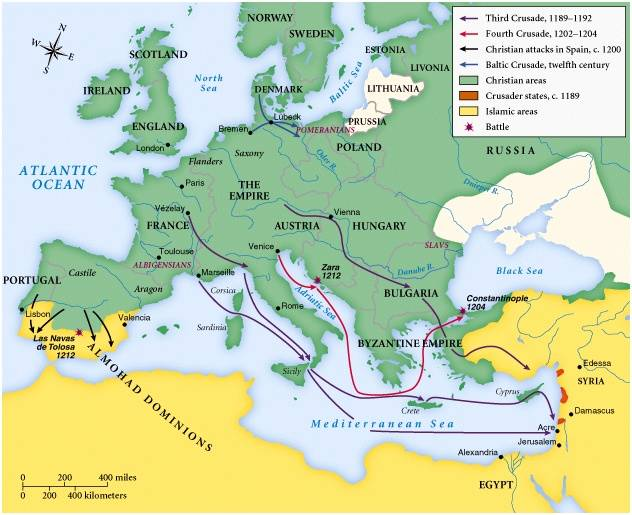 NORWAY
SWEDEN
SCOTLAND
North
Sea
ESTONIA
LIVONIA
Baltic Sea
N
E
S
W
Third Crusade, 1189–1192
Fourth Crusade, 1202–1204
Christian attacks in Spain, c. 1200
Baltic Crusade, twelfth century
Christian areas
Crusader states, c. 1189
Islamic areas
Battle
IRELAND
DENMARK
LITHUANIA
ENGLAND
Lubeck
PRUSSIA
Bremen
POMERANIANS
London
Saxony
POLAND
RUSSIA
Flanders
Oder R.
ATLANTIC
OCEAN
Paris
THE
EMPIRE
Dnieper R.
Vézelay
FRANCE
Vienna
AUSTRIA
HUNGARY
Toulouse
ALBIGENSIANS
Venice
SLAVS
Marseille
Zara
1212
Danube R.
Black Sea
PORTUGAL
Castile
Aragon
Corsica
Adriatic Sea
BULGARIA
Constantinople
1204
Lisbon
Valencia
Rome
Las Navas
de Tolosa
1212
Sardinia
BYZANTINE EMPIRE
ALMOHAD DOMINIONS
Edessa
Sicily
SYRIA
Cyprus
Crete
Damascus
Mediterranean Sea
Acre
Jerusalem
Alexandria
EGYPT
0 200 400 miles
0 200 400 kilometers